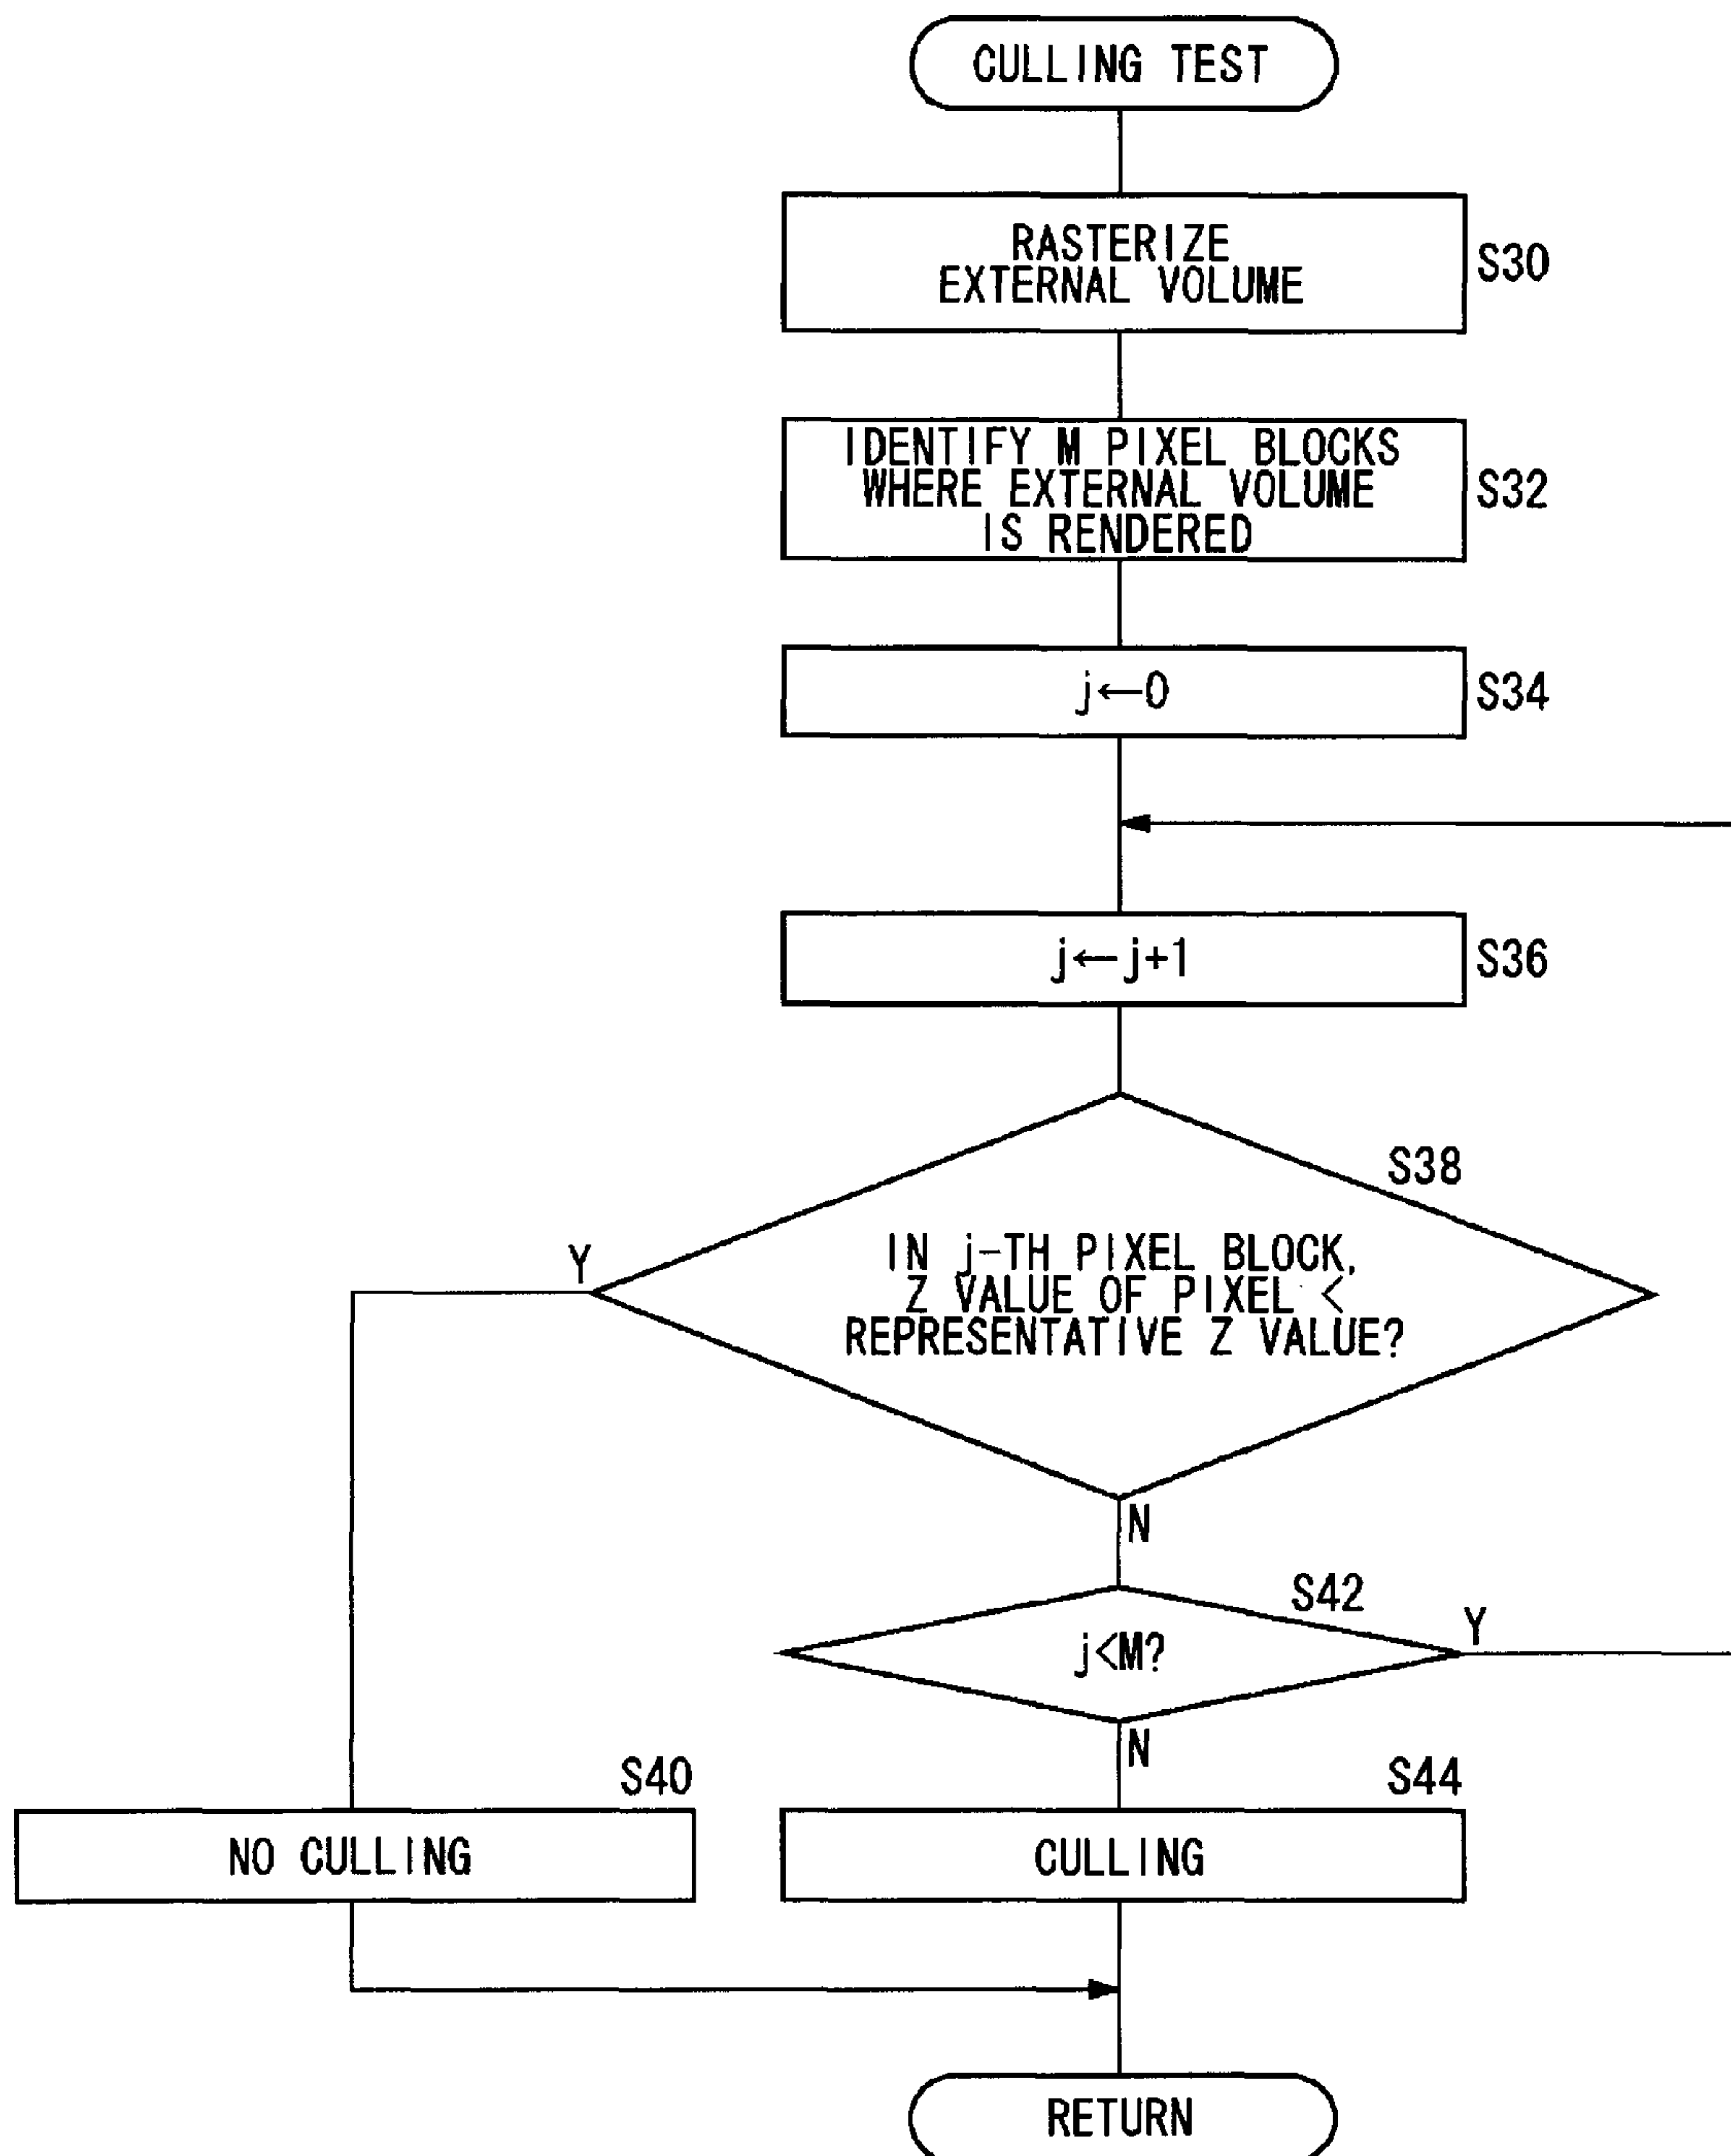 CULLING TEST
RASTERIZE
EXTERNAL VOLUME
S30
IDENTIFY M PIXEL BLOCKS
WHERE EXTERNAL VOLUME
IS RENDERED
S32
j←0
S34
j←j+1
S36
S38
IN j-TH PIXEL BLOCK,
Z VALUE OF PIXEL <
REPRESENTATIVE Z VALUE?
Y
N
S42
j<M?
Y
N
S40
NO CULLING
S44
CULLING
RETURN